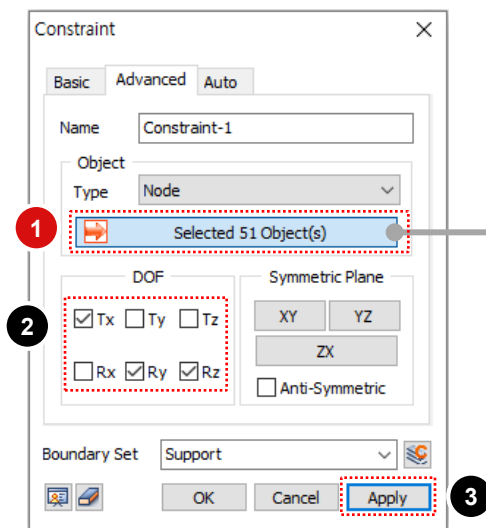 Constraint
Basic Advanced Auto
Name Constraint-1
Object
Type Node
1 Selected 51 Object(s)
DOF Symmetric Plane
2 Tx Ty Tz XY YZ
ZX
Rx Ry Rz Anti-Symmetric
Boundary Set Support
OK Cancel Apply 3